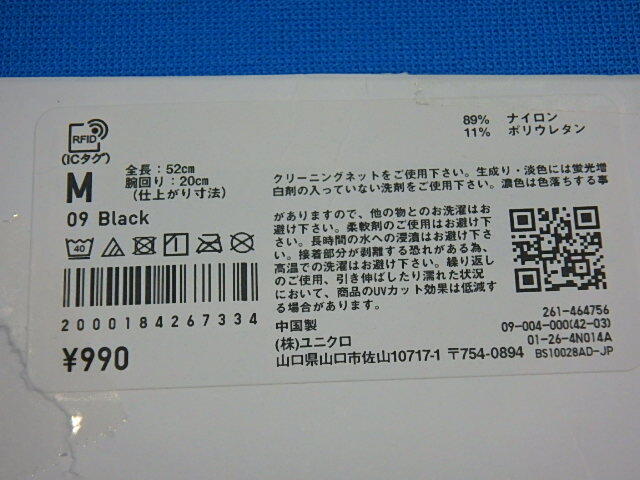 RFID
(ICタグ)
M
全長：52cm
腕回り：20cm
(仕上がり寸法)
09 Black
40
2000184267334
¥990
89% ナイロン
11% ポリウレタン
クリーニングネットをご使用下さい。生成り・淡色には蛍光増
白剤の入っていない洗剤をご使用下さい。濃色は色落ちする事
がありますので、他の物とのお洗濯はお
避け下さい。柔軟剤のご使用はお避け下
さい。長時間の水への浸漬はお避け下さ
い。接着部分が剥離する恐れがある為、
高温での洗濯はお避け下さい。繰り返し
のご使用、引き伸ばしたり濡れた状況
において、商品のUVカット効果は低減す
る場合があります。
中国製
(株)ユニクロ
山口県山口市佐山10717-1 〒754-0894
261-464756
09-004-000(42-03)
01-26-4N014A
BS10028AD-JP